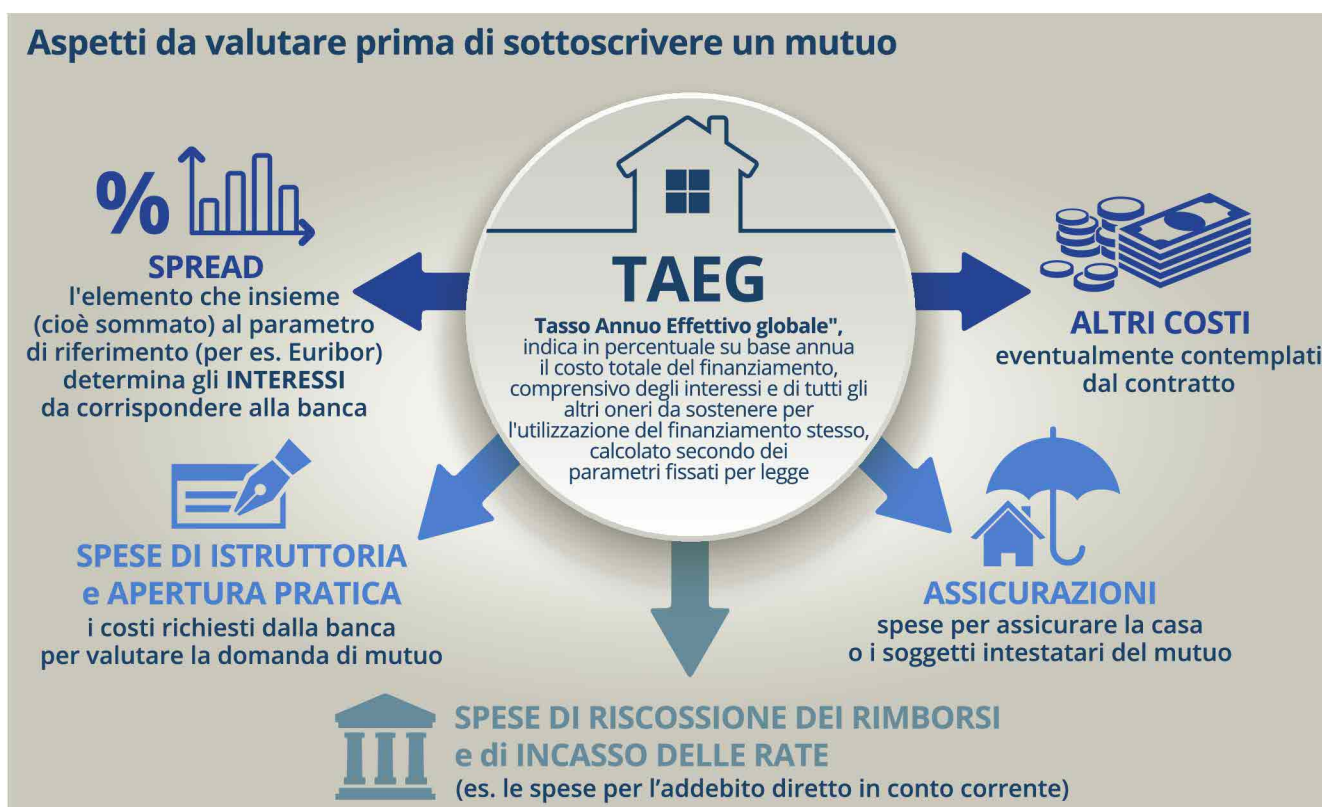 Aspetti da valutare prima di sottoscrivere un mutuo
%
SPREAD
l'elemento che insieme
(cioè sommato) al parametro
di riferimento (per es. Euribor)
determina gli INTERESSI
da corrispondere alla banca
TAEG
Tasso Annuo Effettivo globale",
indica in percentuale su base annua
il costo totale del finanziamento,
comprensivo degli interessi e di tutti gli
altri oneri da sostenere per
l'utilizzazione del finanziamento stesso,
calcolato secondo dei
parametri fissati per legge
ALTRI COSTI
eventualmente contemplati
dal contratto
SPESE DI ISTRUTTORIA
e APERTURA PRATICA
i costi richiesti dalla banca
per valutare la domanda di mutuo
ASSICURAZIONI
spese per assicurare la casa
o i soggetti intestatari del mutuo
SPESE DI RISCOSSIONE DEI RIMBORSI
e di INCASSO DELLE RATE
(es. le spese per l’addebito diretto in conto corrente)